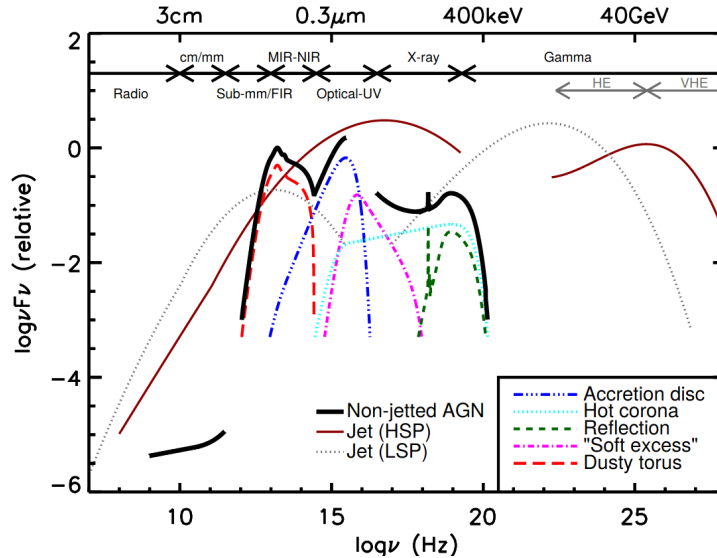 3cm 0.3μm 400keV 40GeV
cm/mm MIR-NIR X-ray Gamma
HE VHE
Radio Sub-mm/FIR Optical-UV
2
0
−2
−4
−6
logνFν (relative)
Non-jetted AGN
Jet (HSP)
Jet (LSP)
Accretion disc
Hot corona
Reflection
"Soft excess"
Dusty torus
10 15 20 25
logν (Hz)